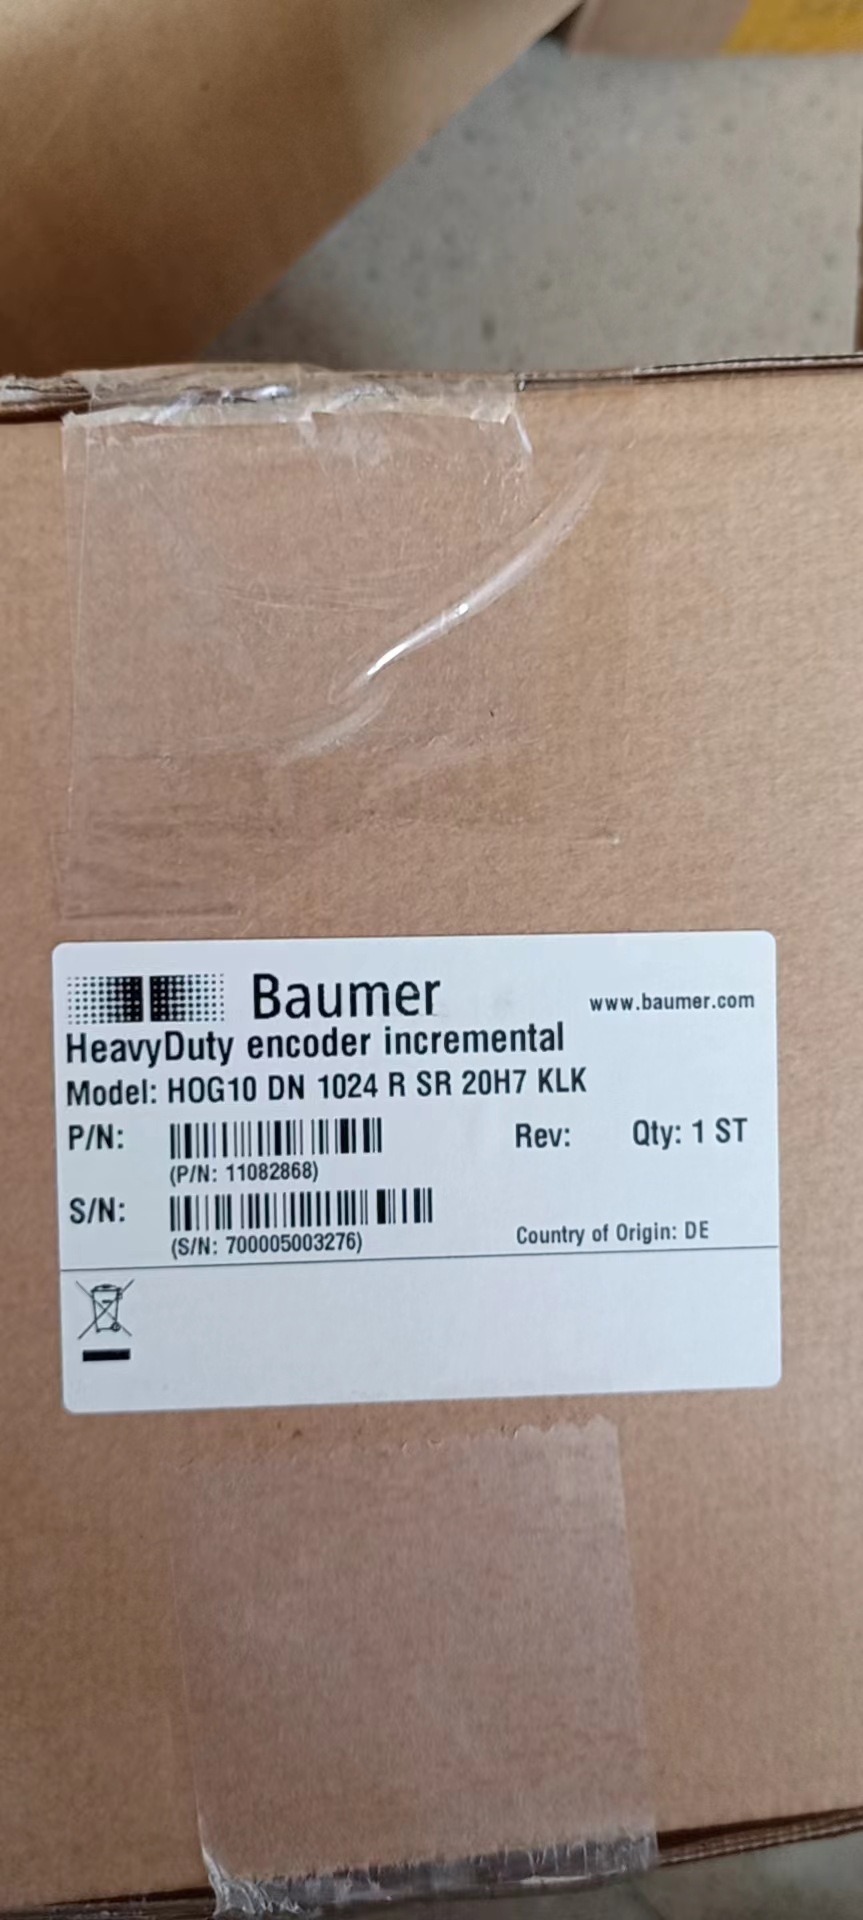 Baumer www.baumer.com
HeavyDuty encoder incremental
Model: HOG10 DN 1024 R SR 20H7 KLK
P/N: Rev: Qty: 1 ST
(P/N: 11082868)
S/N:
(S/N: 700005003276) Country of Origin: DE